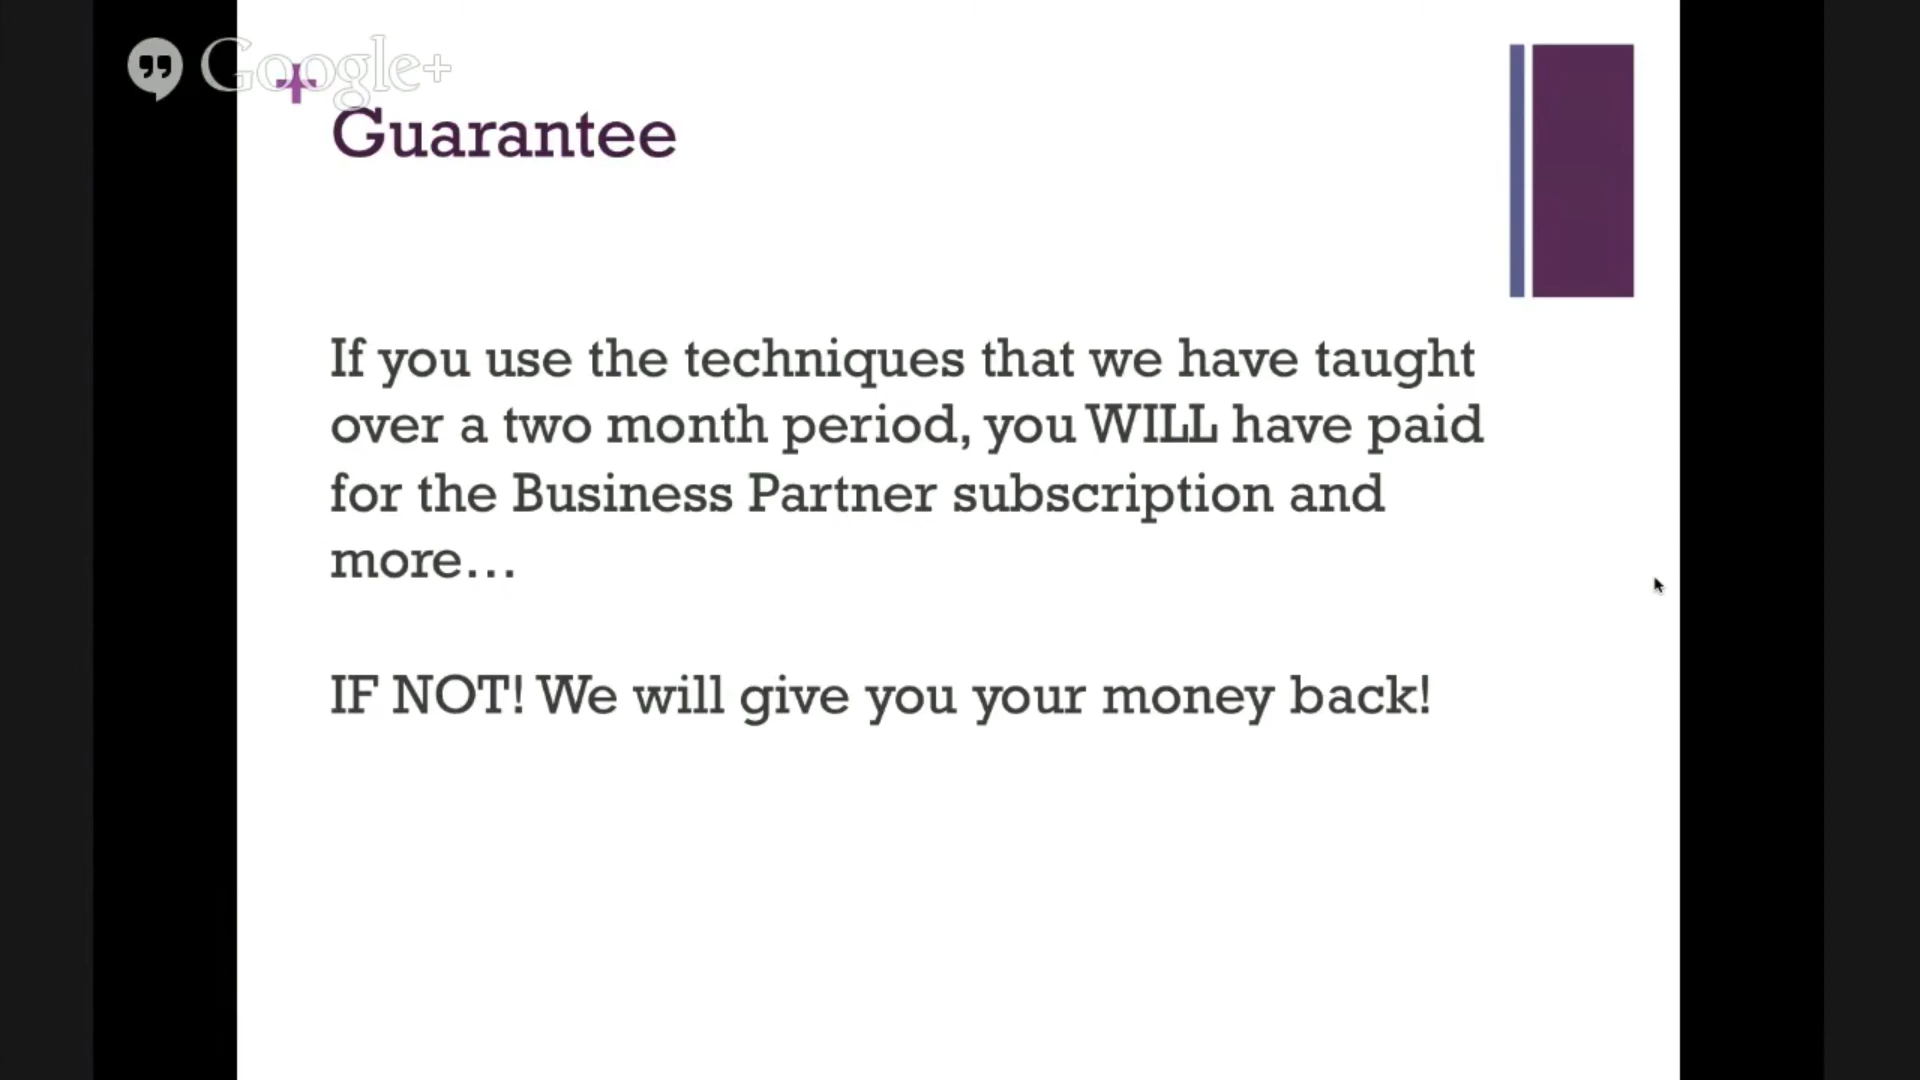 Google+
+
Guarantee
If you use the techniques that we have taught
over a two month period, you WILL have paid
for the Business Partner subscription and
more…
IF NOT! We will give you your money back!